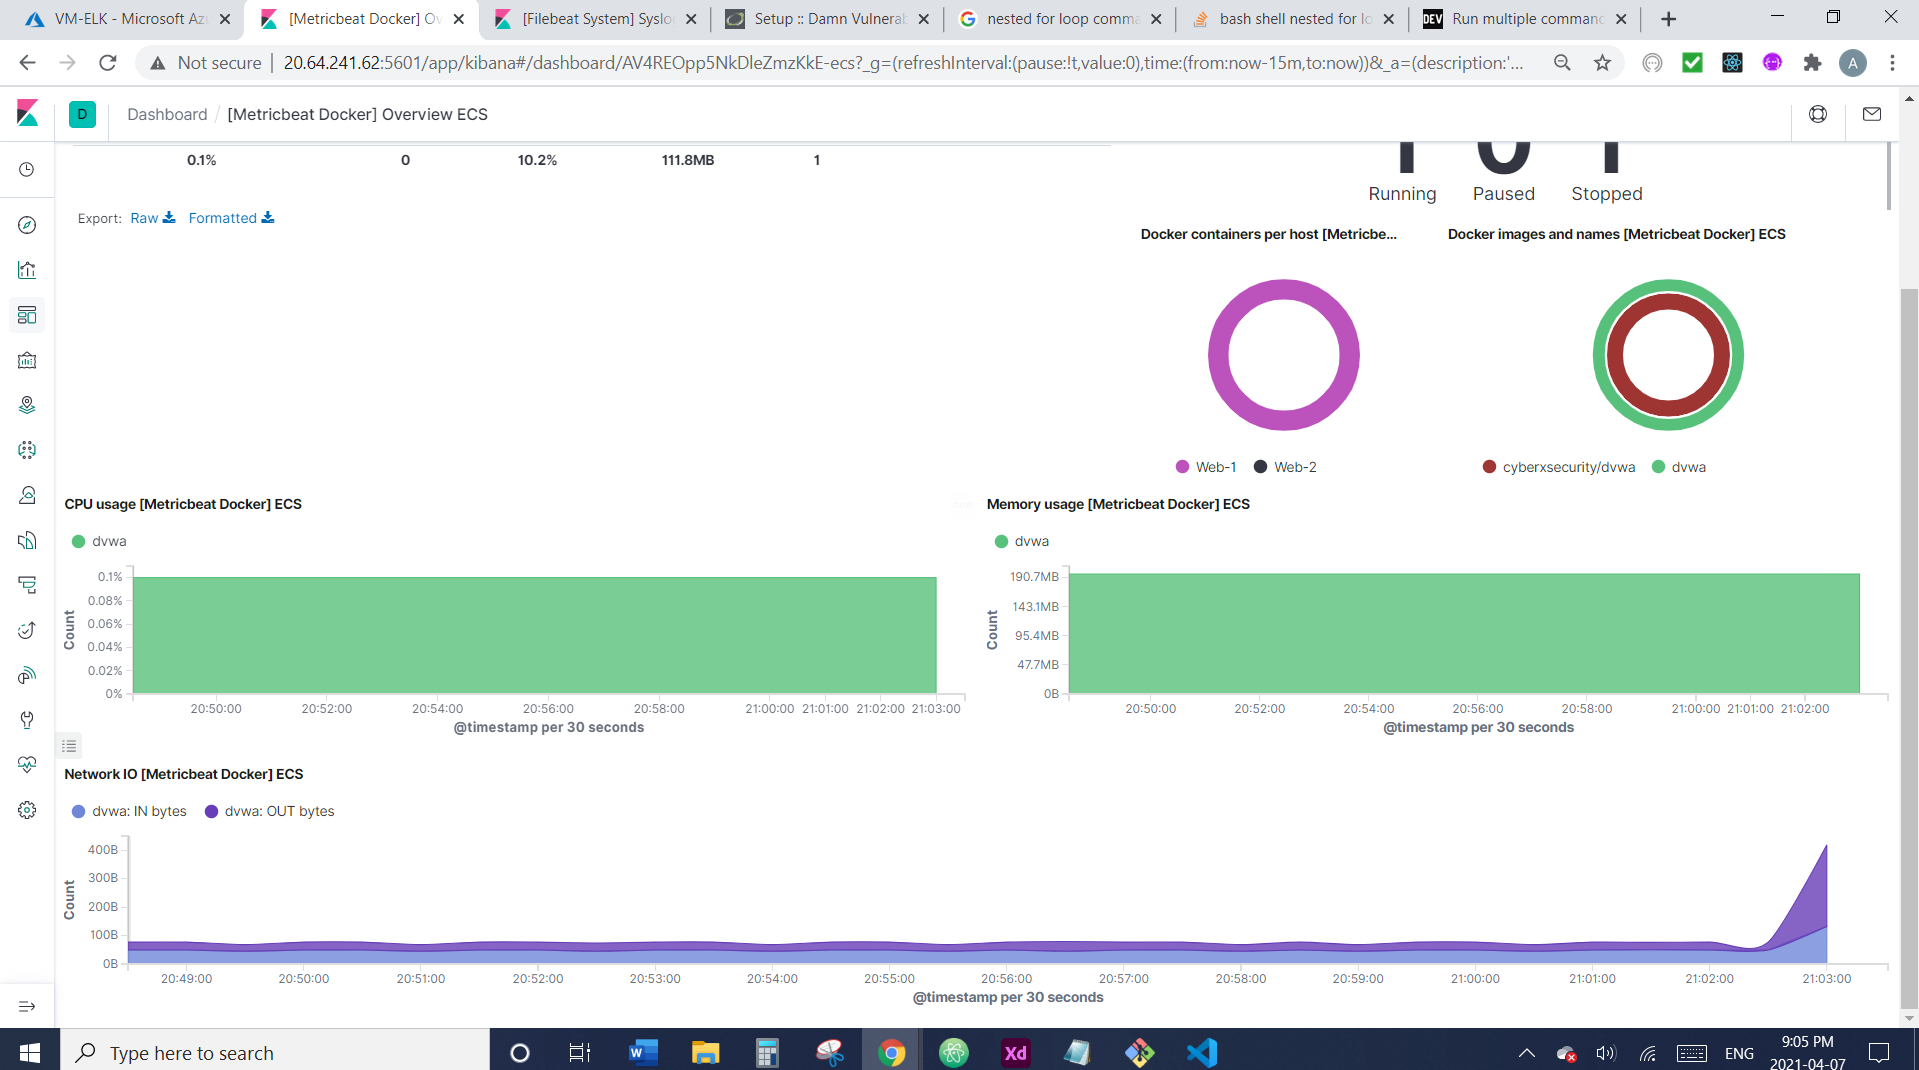 VM-ELK - Microsoft Az
[Metricbeat Docker] Ov
[Filebeat System] Syslo
Setup :: Damn Vulnerab
nested for loop comma
bash shell nested for lo
DEV Run multiple comman
Not secure | 20.64.241.62:5601/app/kibana#/dashboard/AV4REOpp5NkDleZmzKkE-ecs?_g=(refreshInterval:(pause:!t,value:0),time:(from:now-15m,to:now))&_a=(description:'...
A
D Dashboard / [Metricbeat Docker] Overview ECS
0.1% 0 10.2% 111.8MB 1
1 0 1
Running Paused Stopped
Export: Raw Formatted
Docker containers per host [Metricbe...
Docker images and names [Metricbeat Docker] ECS
Web-1 Web-2
cyberxsecurity/dvwa dvwa
CPU usage [Metricbeat Docker] ECS
dvwa
Count
0.1%
0.08%
0.06%
0.04%
0.02%
0%
20:50:00 20:52:00 20:54:00 20:56:00 20:58:00 21:00:00 21:01:00 21:02:00 21:03:00
@timestamp per 30 seconds
Memory usage [Metricbeat Docker] ECS
dvwa
Count
190.7MB
143.1MB
95.4MB
47.7MB
0B
20:50:00 20:52:00 20:54:00 20:56:00 20:58:00 21:00:00 21:01:00 21:02:00
@timestamp per 30 seconds
Network IO [Metricbeat Docker] ECS
dvwa: IN bytes dvwa: OUT bytes
Count
400B
300B
200B
100B
0B
20:49:00 20:50:00 20:51:00 20:52:00 20:53:00 20:54:00 20:55:00 20:56:00 20:57:00 20:58:00 20:59:00 21:00:00 21:01:00 21:02:00 21:03:00
@timestamp per 30 seconds
Type here to search
W
Xd
ENG
9:05 PM
2021-04-07